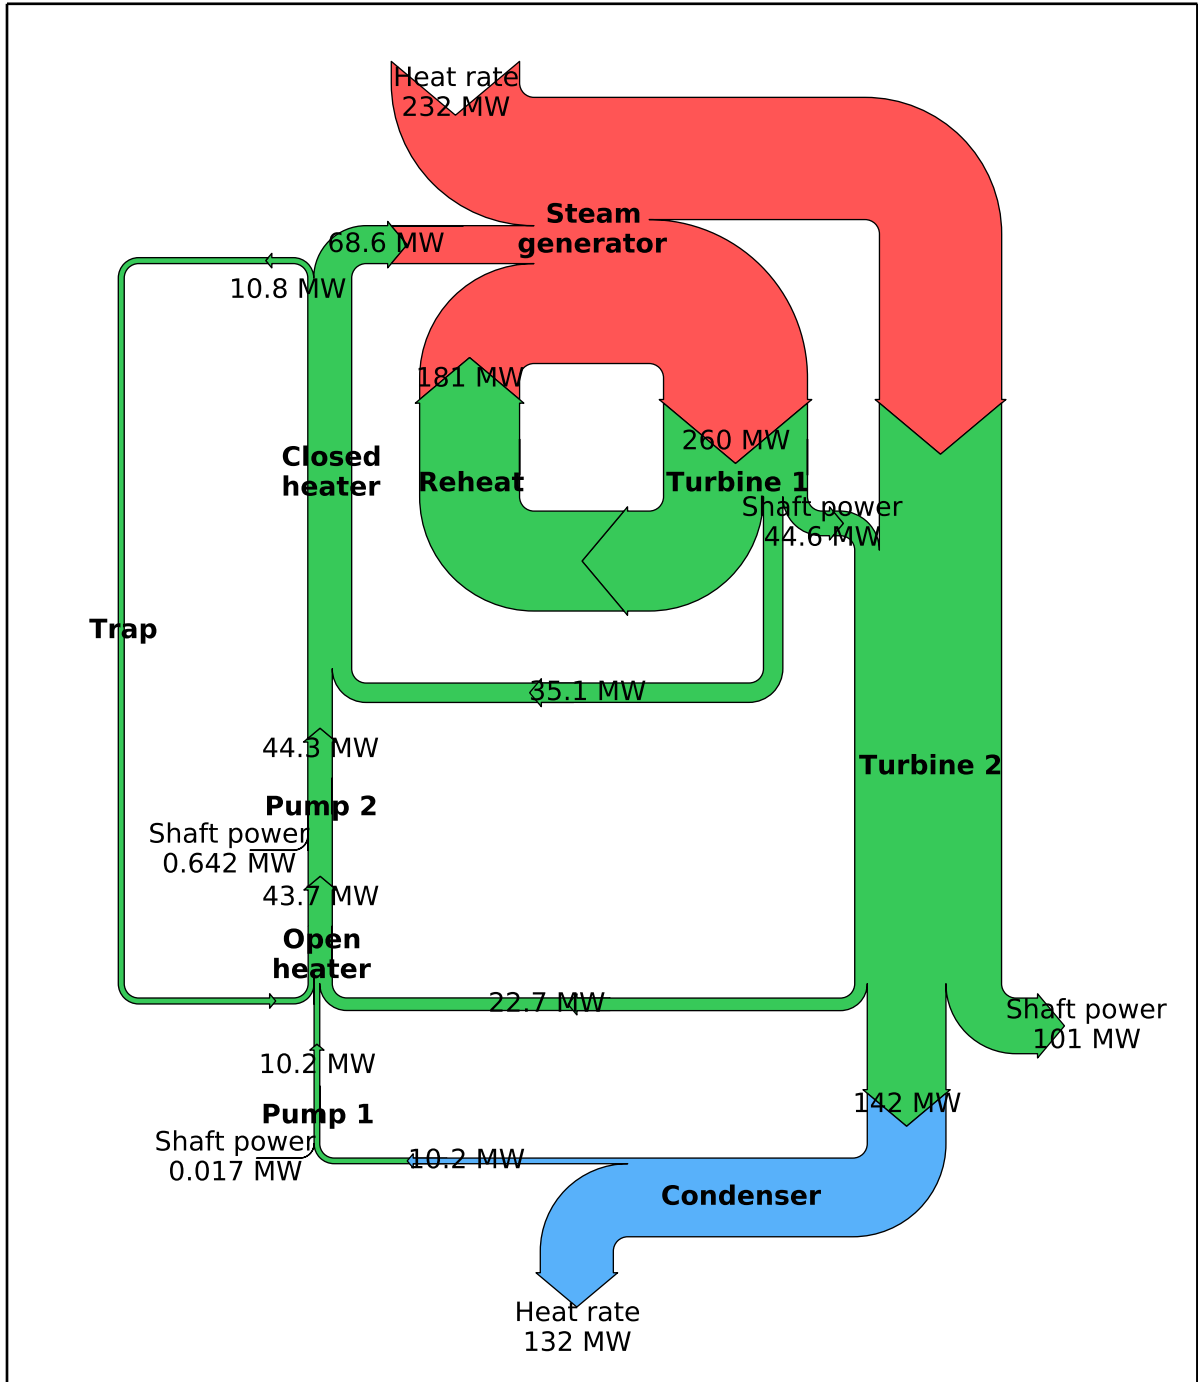 Heat rate
232 MW
Steam
generator
68.6 MW
10.8 MW
181 MW
260 MW
Closed
heater
Reheat
Turbine 1
Shaft power
44.6 MW
Trap
35.1 MW
44.3 MW
Turbine 2
Pump 2
Shaft power
0.642 MW
43.7 MW
Open
heater
22.7 MW
Shaft power
101 MW
10.2 MW
142 MW
Pump 1
Shaft power
0.017 MW
10.2 MW
Condenser
Heat rate
132 MW